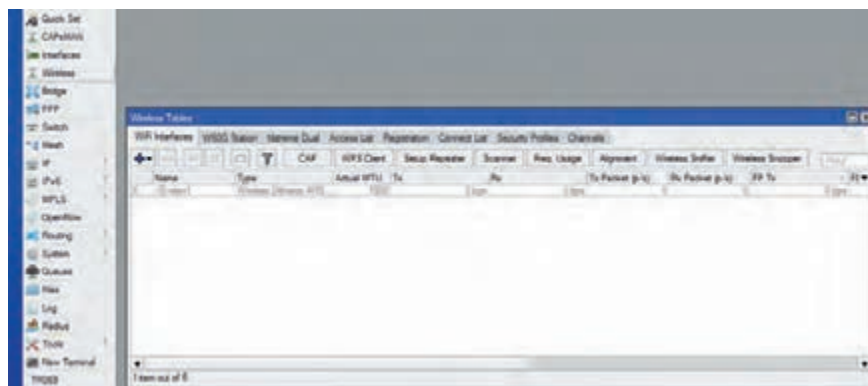 Quick Set
CAPsMAN
Interfaces
Wireless
Bridge
PPP
Switch
Mesh
IP
IPv6
MPLS
OpenFlow
Routing
System
Queues
Files
Log
Radius
Tools
New Terminal
Wireless Tables
WiFi Interfaces W60G Station Nstreme Dual Access List Registration Connect List Security Profiles Channels
CAP WPS Client Setup Repeater Scanner Freq. Usage Alignment Wireless Sniffer Wireless Snooper
Name Type Actual MTU Tx Rx Tx Packet (p/s) Rx Packet (p/s) FP Tx
1 item out of 6